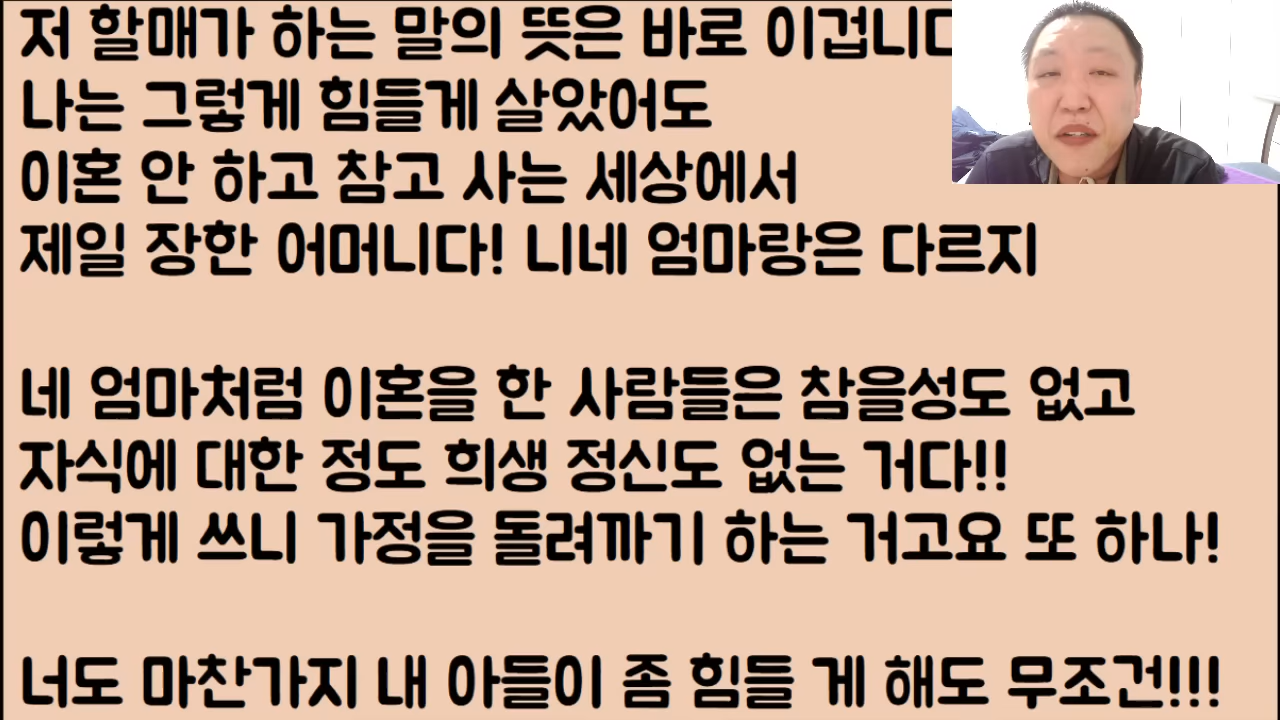 저 할매가 하는 말의 뜻은 바로 이겁니다
나는 그렇게 힘들게 살았어도
이혼 안 하고 참고 사는 세상에서
제일 장한 어머니다! 니네 엄마랑은 다르지
네 엄마처럼 이혼을 한 사람들은 참을성도 없고
자식에 대한 정도 희생 정신도 없는 거다!!
이렇게 쓰니 가정을 돌려까기 하는 거고요 또 하나!
너도 마찬가지 내 아들이 좀 힘들 게 해도 무조건!!!